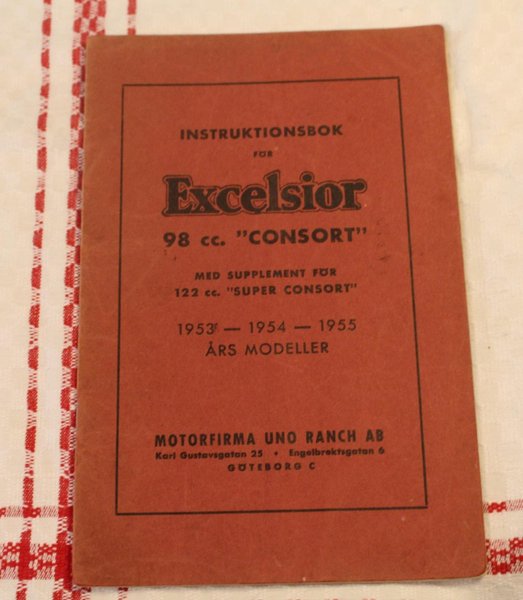 INSTRUKTIONSBOK
FÖR
Excelsior
98 cc. "CONSORT"
MED SUPPLEMENT FÖR
122 cc. "SUPER CONSORT"
1953 — 1954 — 1955
ÅRS MODELLER
MOTORFIRMA UNO RANCH AB
Karl Gustavsgatan 25 • Engelbrektsgatan 6
GÖTEBORG C